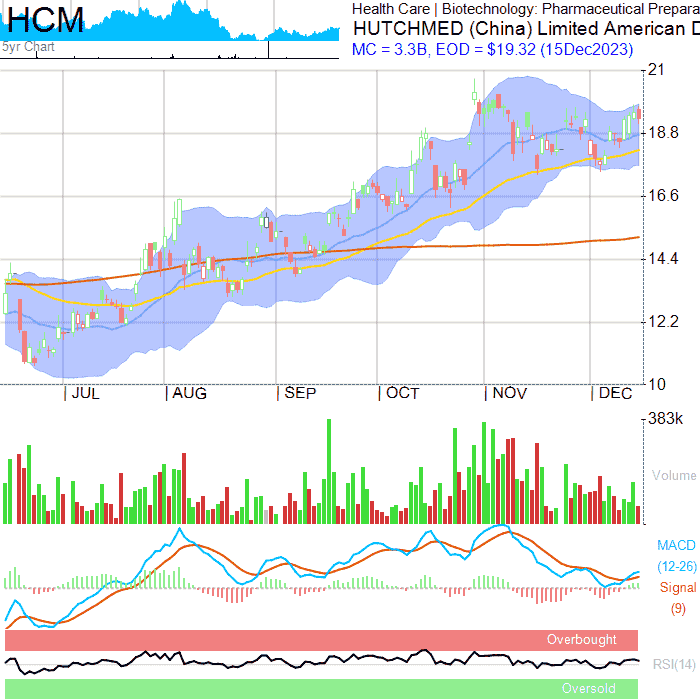 HCM
5yr Chart
Health Care | Biotechnology: Pharmaceutical Prepara
HUTCHMED (China) Limited American D
MC = 3.3B, EOD = $19.32 (15Dec2023)
21
18.8
16.6
14.4
12.2
10
| JUL | AUG | SEP | OCT | NOV | DEC
383k
Volume
MACD
(12-26)
Signal
(9)
Overbought
RSI(14)
Oversold